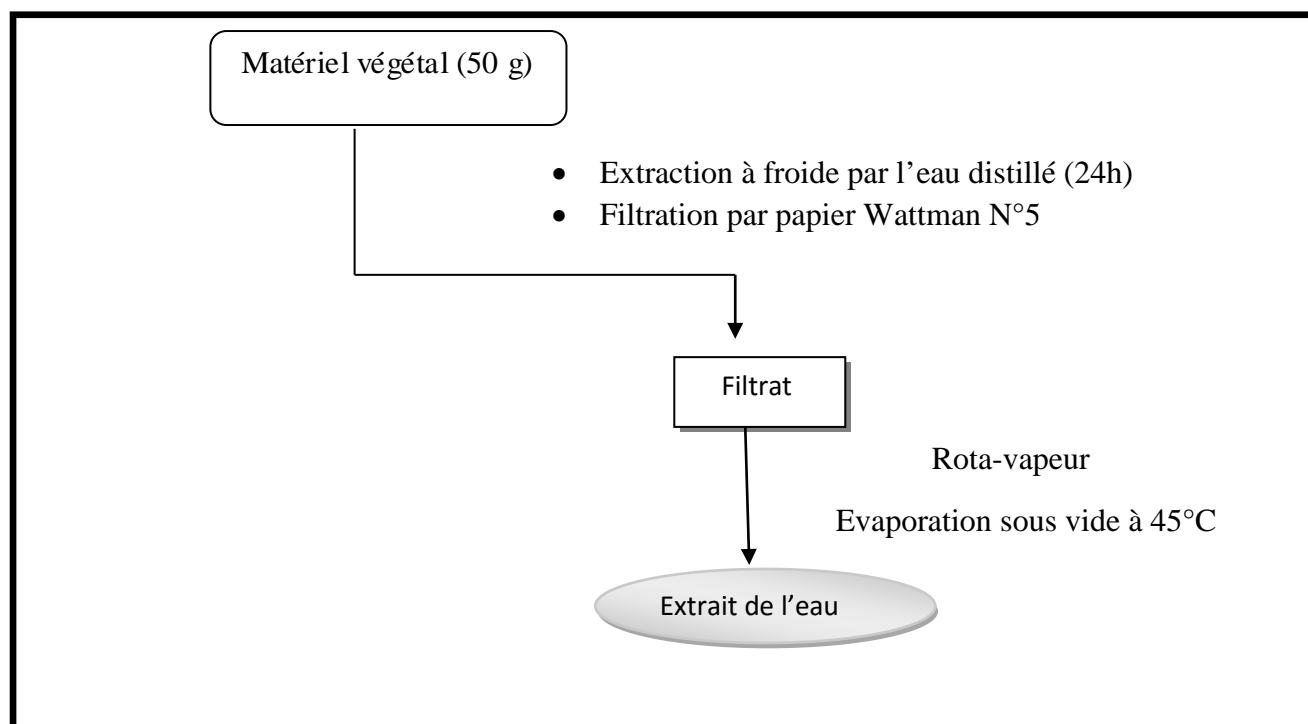 Matériel végétal (50 g)
• Extraction à froide par l’eau distillé (24h)
• Filtration par papier Wattman N°5
Filtrat
Rota-vapeur
Evaporation sous vide à 45°C
Extrait de l’eau